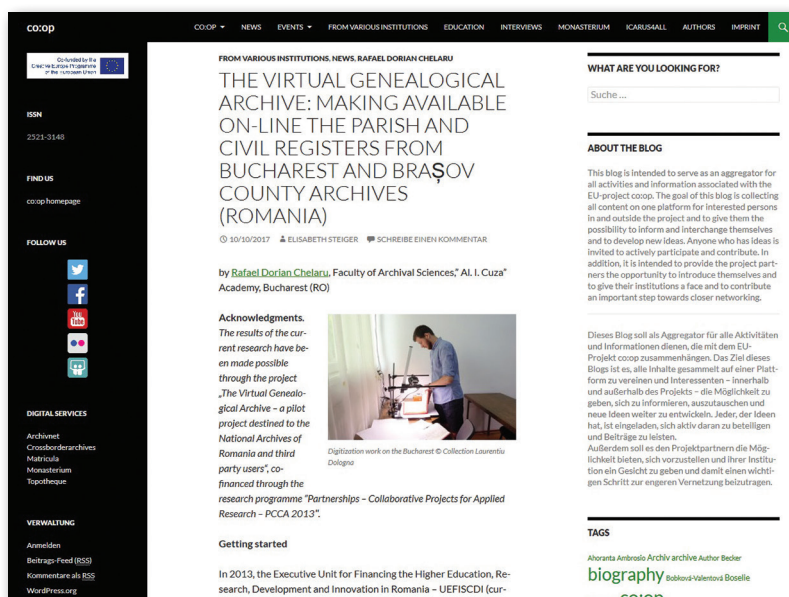 co:op
CO:OP
NEWS
EVENTS
FROM VARIOUS INSTITUTIONS
EDUCATION
INTERVIEWS
MONASTERIUM
ICARUS4ALL
AUTHORS
IMPRINT
Co-funded by the
Creative Europe Programme
of the European Union
ISSN
2521-3148
FIND US
co:op homepage
FOLLOW US
You
Tube
DIGITAL SERVICES
Archivnet
Crossborderarchives
Matricula
Monasterium
Topotheque
VERWALTUNG
Anmelden
Beitrags-Feed (RSS)
Kommentare als RSS
WordPress.org
FROM VARIOUS INSTITUTIONS, NEWS, RAFAEL DORIAN CHELARU
THE VIRTUAL GENEALOGICAL
ARCHIVE: MAKING AVAILABLE
ON-LINE THE PARISH AND
CIVIL REGISTERS FROM
BUCHAREST AND BRAȘOV
COUNTY ARCHIVES
(ROMANIA)
10/10/2017 ELISABETH STEIGER SCHREIBE EINEN KOMMENTAR
by Rafael Dorian Chelaru, Faculty of Archival Sciences,” Al. I. Cuza”
Academy, Bucharest (RO)
Acknowledgments.
The results of the cur-
rent research have be-
en made possible
through the project
„The Virtual Genealo-
gical Archive – a pilot
project destined to the
National Archives of
Romania and third
party users”, co-
financed through the
research programme “Partnerships – Collaborative Projects for Applied
Research – PCCA 2013”.
Digitization work on the Bucharest © Collection Laurentiu
Dologna
Getting started
In 2013, the Executive Unit for Financing the Higher Education, Re-
search, Development and Innovation in Romania – UEFISCDI (cur-
WHAT ARE YOU LOOKING FOR?
Suche …
ABOUT THE BLOG
This blog is intended to serve as an aggregator for
all activities and information associated with the
EU-project co:op. The goal of this blog is collecting
all content on one platform for interested persons
in and outside the project and to give them the
possibility to inform and interchange themselves
and to develop new ideas. Anyone who has ideas is
invited to actively participate and contribute. In
addition, it is intended to provide the project part-
ners the opportunity to introduce themselves and
to give their institutions a face and to contribute
an important step towards closer networking.
Dieses Blog soll als Aggregator für alle Aktivitäten
und Informationen dienen, die mit dem EU-
Projekt co:op zusammenhängen. Das Ziel dieses
Blogs ist es, alle Inhalte gesammelt auf einer Platt-
form zu vereinen und Interessenten – innerhalb
und außerhalb des Projekts – die Möglichkeit zu
geben, sich zu informieren, auszutauschen und
neue Ideen weiter zu entwickeln. Jeder, der Ideen
hat, ist eingeladen, sich aktiv daran zu beteiligen
und Beiträge zu leisten.
Außerdem soll es den Projektpartnern die Mög-
lichkeit bieten, sich vorzustellen und ihrer Institu-
tion ein Gesicht zu geben und damit einen wichti-
gen Schritt zur engeren Vernetzung beizutragen.
TAGS
Ahoranta Ambrosio Archiv archive Author Becker
biography Bobková-Valentová Boselle
co:op